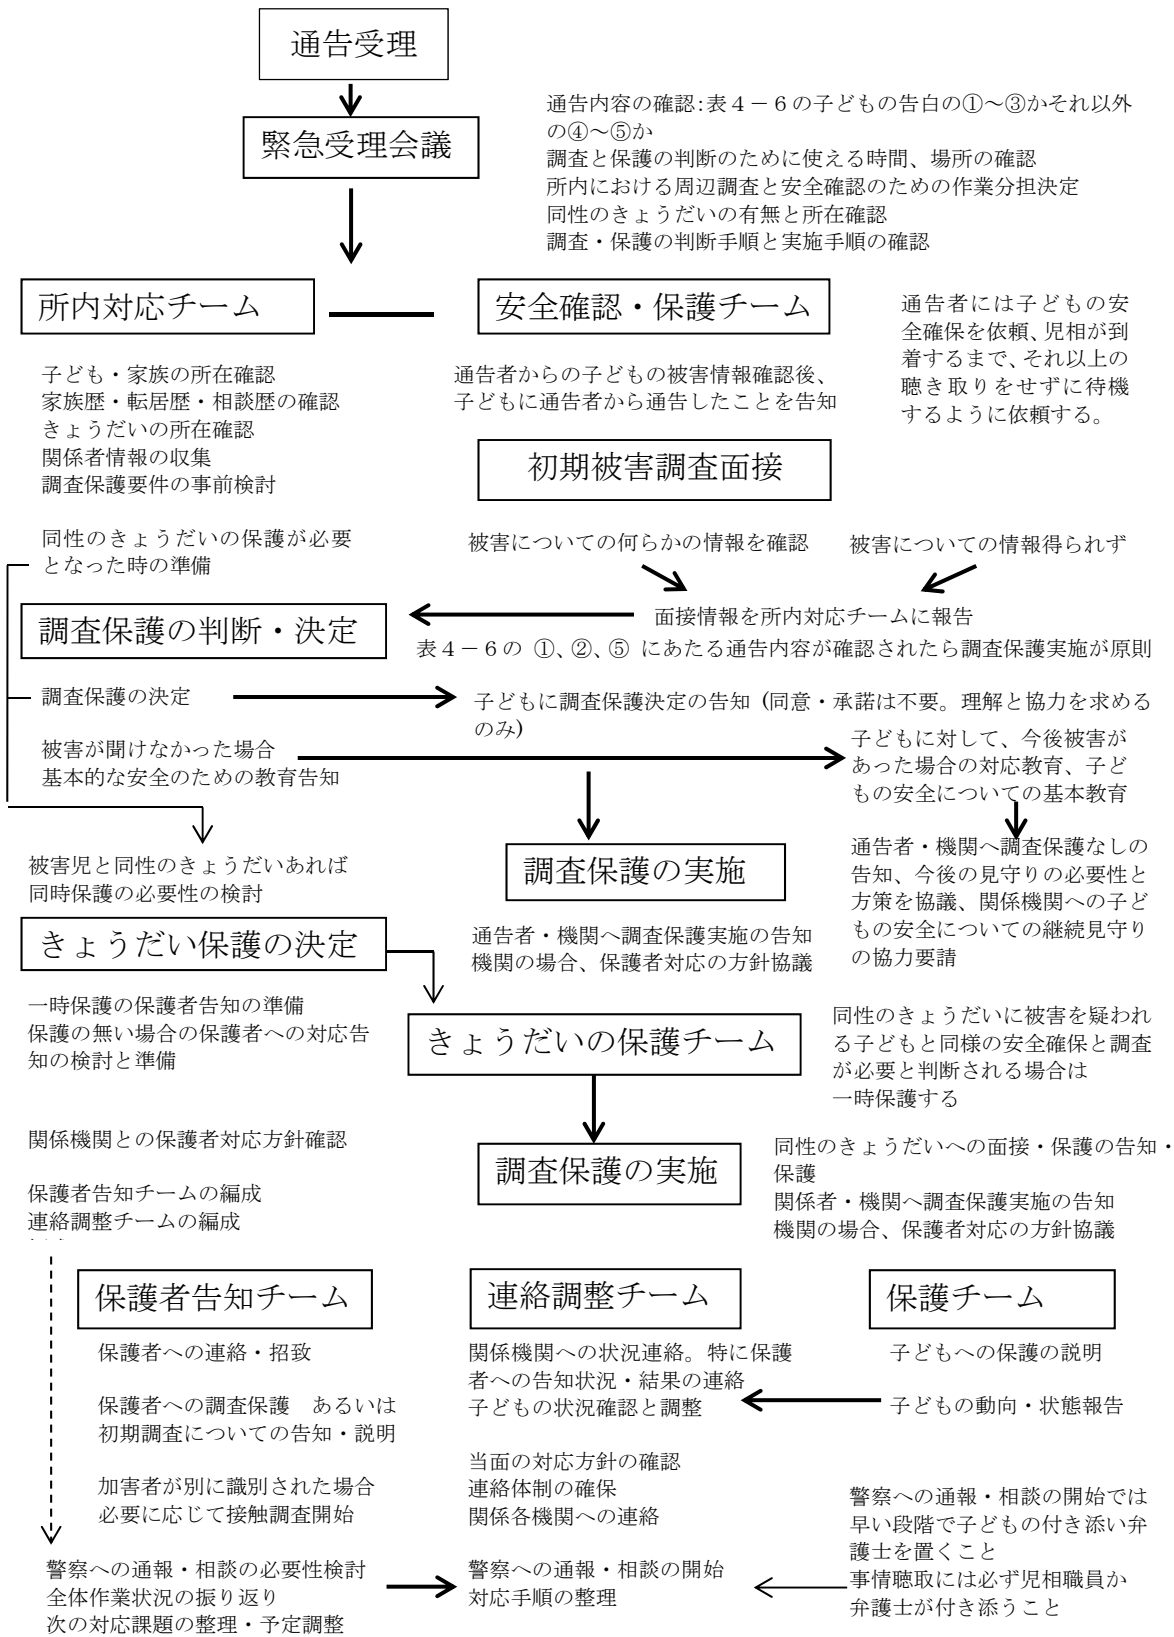 通告受理
緊急受理会議
通告内容の確認:表４－６の子どもの告白の①～③かそれ以外
の④～⑤か
調査と保護の判断のために使える時間、場所の確認
所内における周辺調査と安全確認のための作業分担決定
同性のきょうだいの有無と所在確認
調査・保護の判断手順と実施手順の確認
所内対応チーム
安全確認・保護チーム
通告者には子どもの安
全確保を依頼、児相が到
着するまで、それ以上の
聴き取りをせずに待機
するように依頼する。
子ども・家族の所在確認
家族歴・転居歴・相談歴の確認
きょうだいの所在確認
関係者情報の収集
調査保護要件の事前検討
通告者からの子どもの被害情報確認後、
子どもに通告者から通告したことを告知
初期被害調査面接
同性のきょうだいの保護が必要
となった時の準備
被害についての何らかの情報を確認
被害についての情報得られず
面接情報を所内対応チームに報告
調査保護の判断・決定
表４－６の ①、②、⑤ にあたる通告内容が確認されたら調査保護実施が原則
調査保護の決定
子どもに調査保護決定の告知 (同意・承諾は不要。理解と協力を求める
のみ)
被害が聞けなかった場合
基本的な安全のための教育告知
子どもに対して、今後被害が
あった場合の対応教育、子ど
もの安全についての基本教育
被害児と同性のきょうだいあれば
同時保護の必要性の検討
調査保護の実施
通告者・機関へ調査保護なしの
告知、今後の見守りの必要性と
方策を協議、関係機関への子ど
もの安全についての継続見守り
の協力要請
きょうだい保護の決定
通告者・機関へ調査保護実施の告知
機関の場合、保護者対応の方針協議
一時保護の保護者告知の準備
保護の無い場合の保護者への対応告
知の検討と準備
きょうだいの保護チーム
同性のきょうだいに被害を疑われ
る子どもと同様の安全確保と調査
が必要と判断される場合は
一時保護する
関係機関との保護者対応方針確認
保護者告知チームの編成
連絡調整チームの編成
調査保護の実施
同性のきょうだいへの面接・保護の告知・
保護
関係者・機関へ調査保護実施の告知
機関の場合、保護者対応の方針協議
保護者告知チーム
連絡調整チーム
保護チーム
保護者への連絡・招致
保護者への調査保護　あるいは
初期調査についての告知・説明
加害者が別に識別された場合
必要に応じて接触調査開始
関係機関への状況連絡。特に保護
者への告知状況・結果の連絡
子どもの状況確認と調整
当面の対応方針の確認
連絡体制の確保
関係各機関への連絡
子どもへの保護の説明
子どもの動向・状態報告
警察への通報・相談の必要性検討
全体作業状況の振り返り
次の対応課題の整理・予定調整
警察への通報・相談の開始
対応手順の整理
警察への通報・相談の開始では
早い段階で子どもの付き添い弁
護士を置くこと
事情聴取には必ず児相職員か
弁護士が付き添うこと